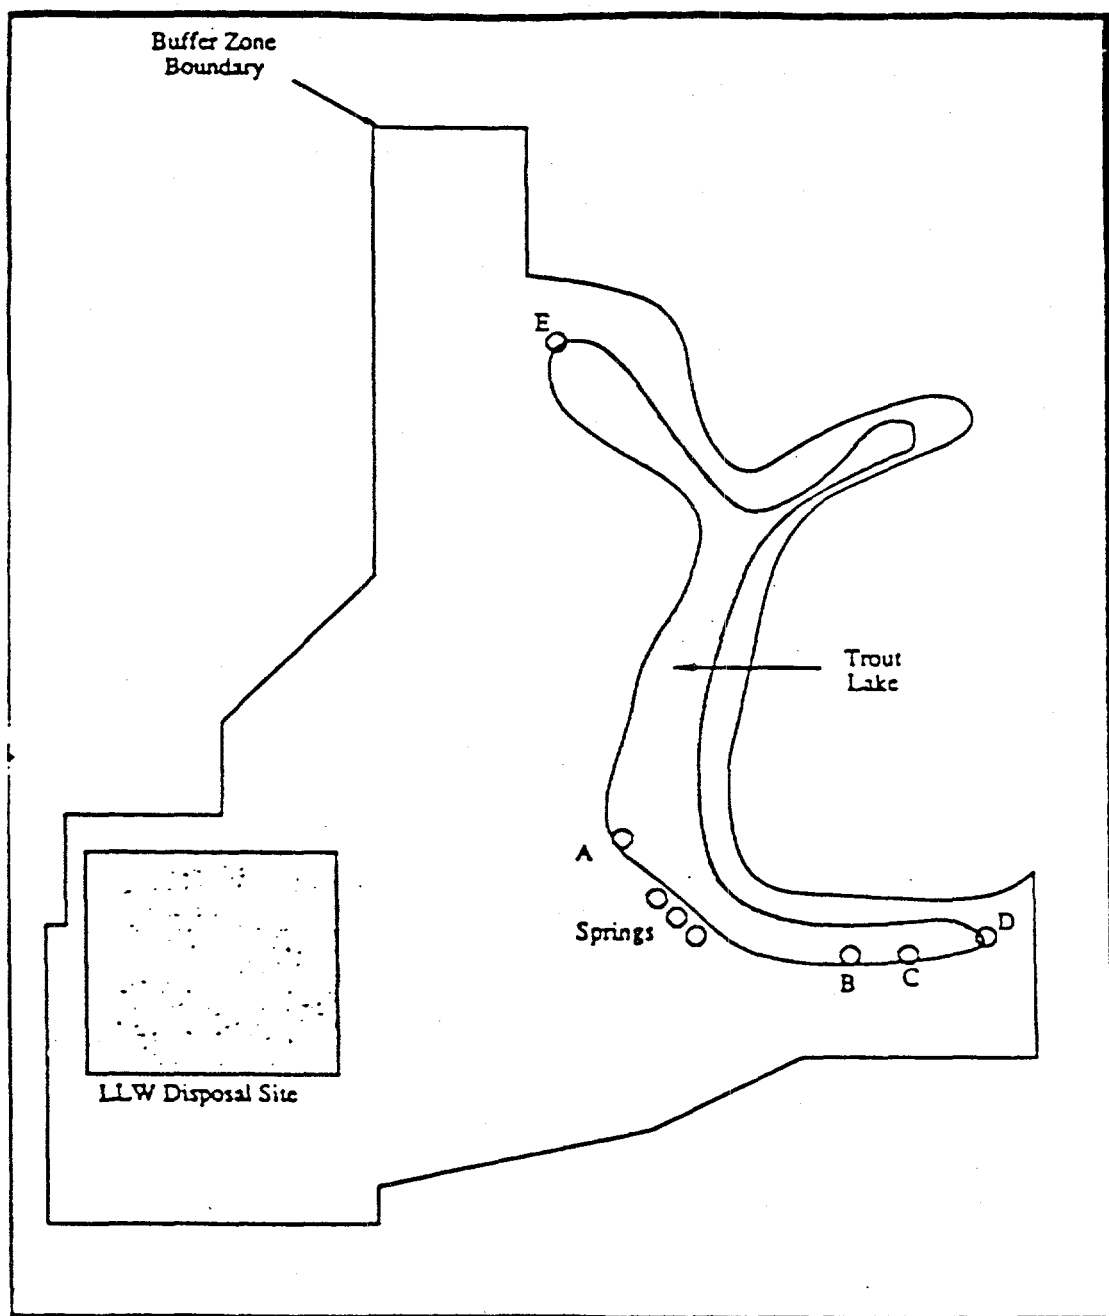 Buffer Zone
Boundary
E
Trout
Lake
A
Springs
D
B
C
LLW Disposal Site